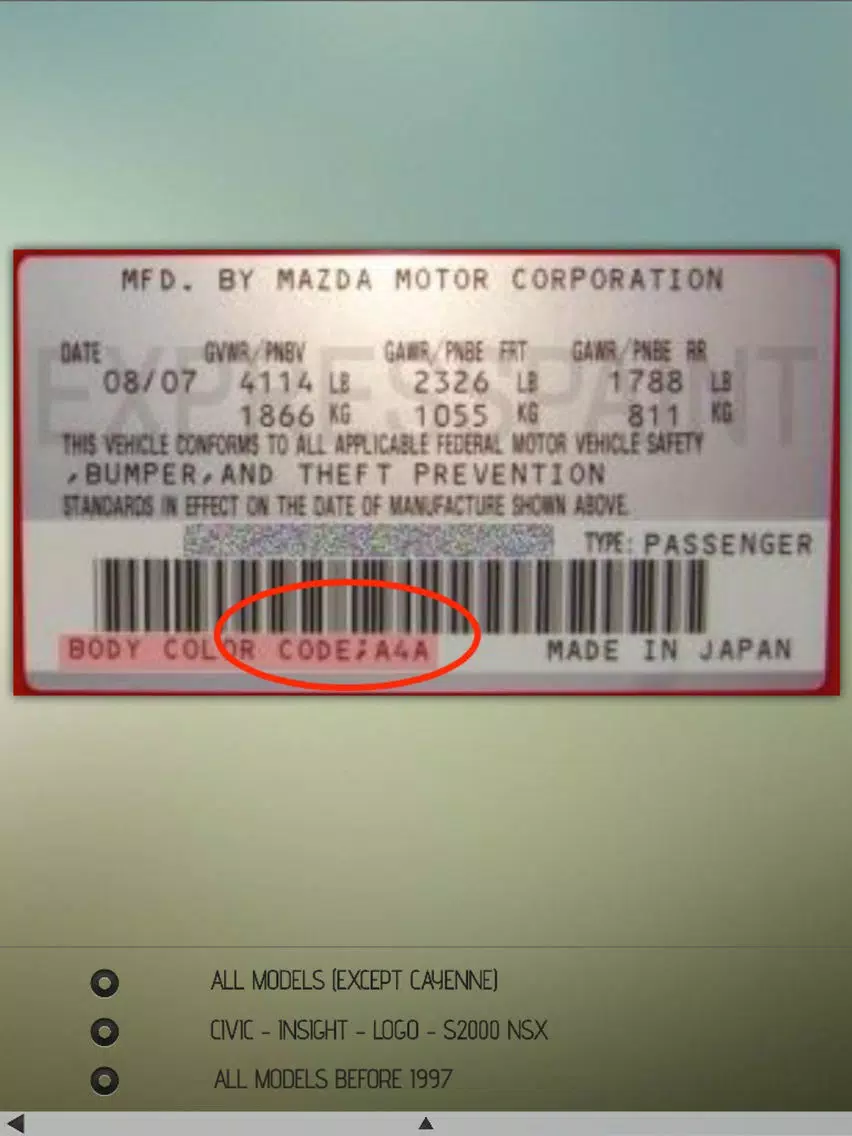 MFD. BY MAZDA MOTOR CORPORATION
DATE GVWR/PNBV GAWR/PNBE FRT GAWR/PNBE RR
08/07 4114 LB 2326 LB 1788 LB
1866 KG 1055 KG 811 KG
EXPRESSPAINT
THIS VEHICLE CONFORMS TO ALL APPLICABLE FEDERAL MOTOR VEHICLE SAFETY
,BUMPER,AND THEFT PREVENTION
STANDARDS IN EFFECT ON THE DATE OF MANUFACTURE SHOWN ABOVE.
TYPE: PASSENGER
BODY COLOR CODE;A4A MADE IN JAPAN
ALL MODELS (EXCEPT CAYENNE)
CIVIC - INSIGHT - LOGO - S2000 NSX
ALL MODELS BEFORE 1997